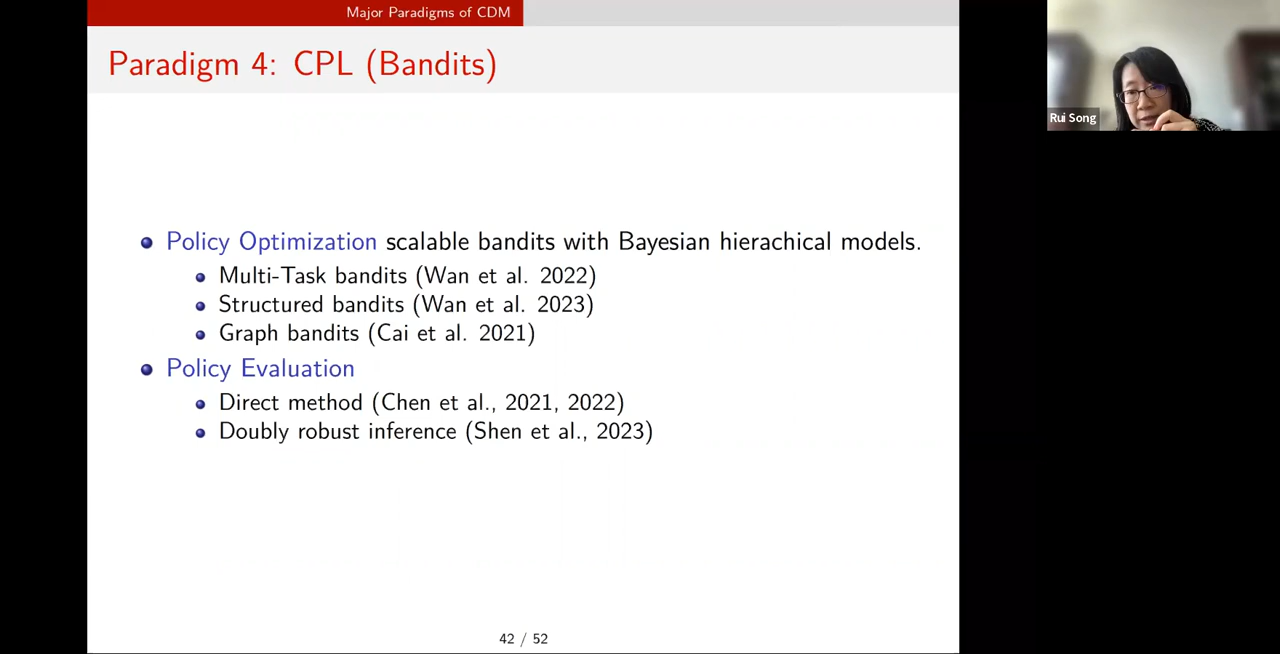 Major Paradigms of CDM
Paradigm 4: CPL (Bandits)
Rui Song
Policy Optimization scalable bandits with Bayesian hierachical models.
Multi-Task bandits (Wan et al. 2022)
Structured bandits (Wan et al. 2023)
Graph bandits (Cai et al. 2021)
Policy Evaluation
Direct method (Chen et al., 2021, 2022)
Doubly robust inference (Shen et al., 2023)
42 / 52